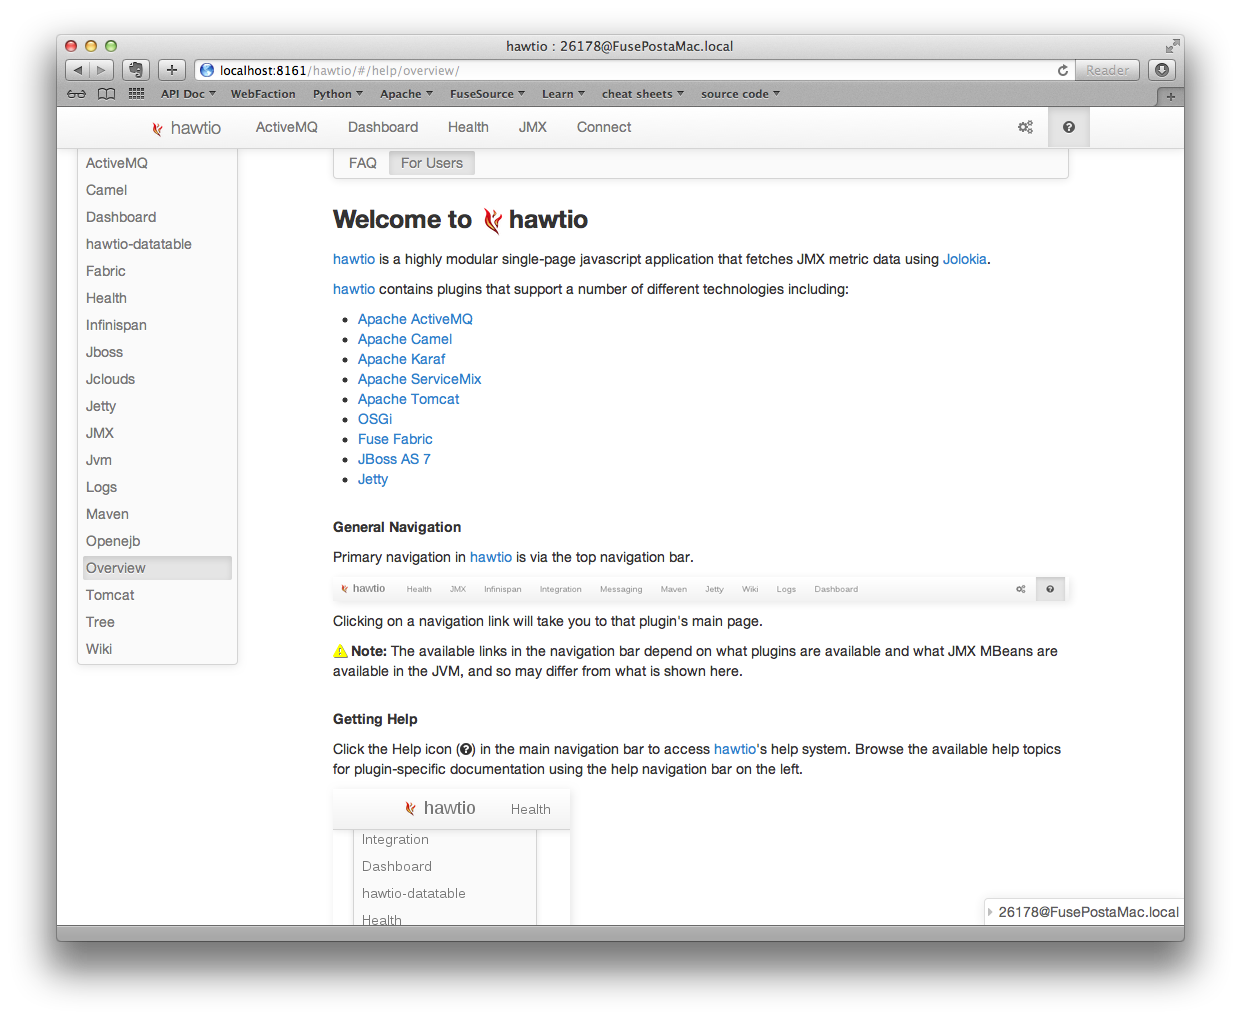 hawtio : 26178@FusePostaMac.local
localhost:8161/hawtio/#/help/overview/
Reader
API Doc WebFaction Python Apache FuseSource Learn cheat sheets source code
hawtio ActiveMQ Dashboard Health JMX Connect
ActiveMQ
Camel
Dashboard
hawtio-datatable
Fabric
Health
Infinispan
Jboss
Jclouds
Jetty
JMX
Jvm
Logs
Maven
Openejb
Overview
Tomcat
Tree
Wiki
FAQ For Users
Welcome to hawtio
hawtio is a highly modular single-page javascript application that fetches JMX metric data using Jolokia.
hawtio contains plugins that support a number of different technologies including:
• Apache ActiveMQ
• Apache Camel
• Apache Karaf
• Apache ServiceMix
• Apache Tomcat
• OSGi
• Fuse Fabric
• JBoss AS 7
• Jetty
General Navigation
Primary navigation in hawtio is via the top navigation bar.
hawtio Health JMX Infinispan Integration Messaging Maven Jetty Wiki Logs Dashboard
Clicking on a navigation link will take you to that plugin's main page.
Note: The available links in the navigation bar depend on what plugins are available and what JMX MBeans are
available in the JVM, and so may differ from what is shown here.
Getting Help
Click the Help icon (?) in the main navigation bar to access hawtio's help system. Browse the available help topics
for plugin-specific documentation using the help navigation bar on the left.
hawtio Health
Integration
Dashboard
hawtio-datatable
Health
26178@FusePostaMac.local